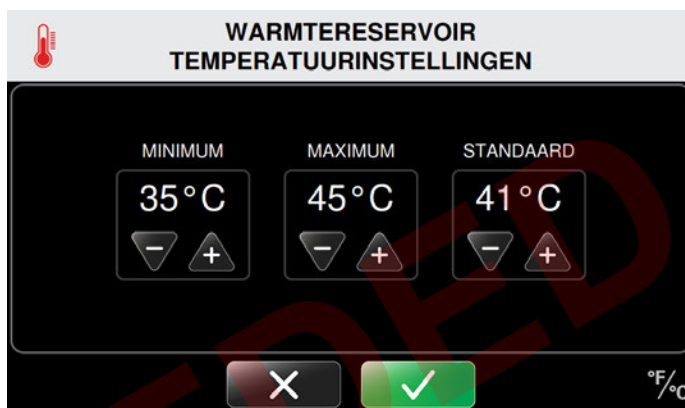 WARMTERESERVOIR
TEMPERATUURINSTELLINGEN
MINIMUM MAXIMUM STANDAARD
35°C 45°C 41°C
− + − + − +
°F/°C